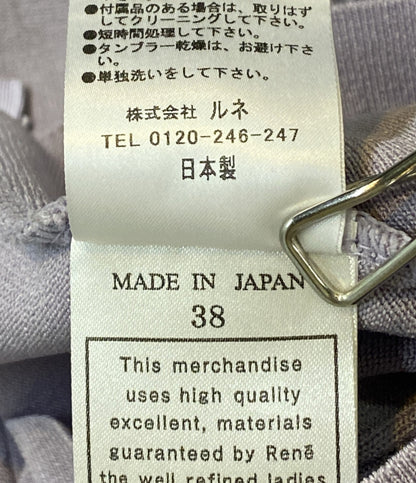 ●付属品のある場合は、取りはず
してクリーニングして下さい。
●短時間処理して下さい。
●タンブラー乾燥は、お避け下さ
い。
●単独洗いをして下さい。
株式会社 ルネ
TEL 0120-246-247
日本製
MADE IN JAPAN
38
This merchandise
uses high quality
excellent, materials
guaranteed by René
the well refined ladies